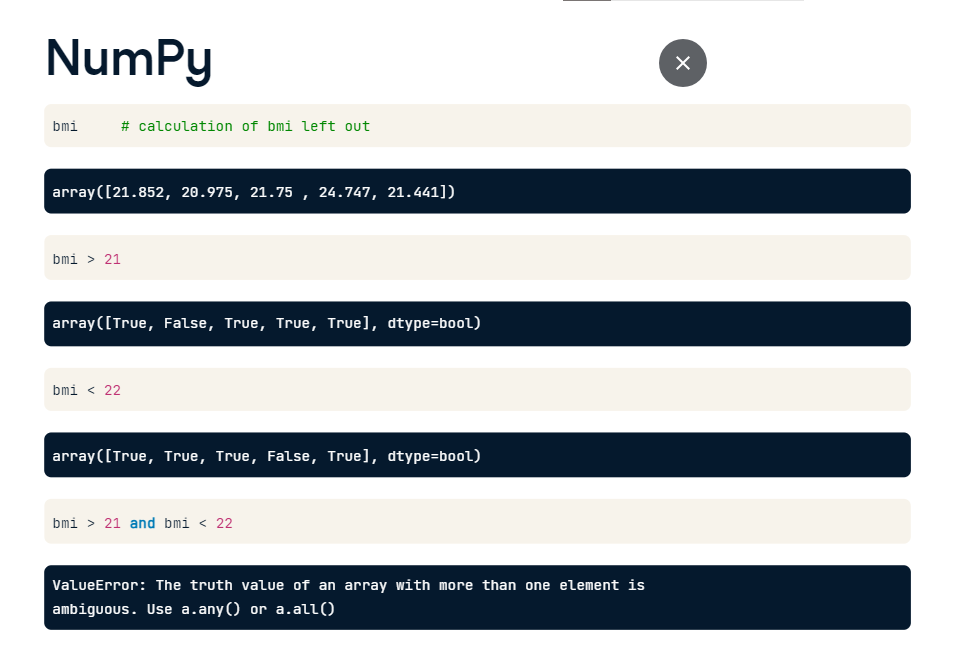 NumPy
bmi     # calculation of bmi left out
array([21.852, 20.975, 21.75 , 24.747, 21.441])
bmi > 21
array([True, False, True, True, True], dtype=bool)
bmi < 22
array([True, True, True, False, True], dtype=bool)
bmi > 21 and bmi < 22
ValueError: The truth value of an array with more than one element is
ambiguous. Use a.any() or a.all()